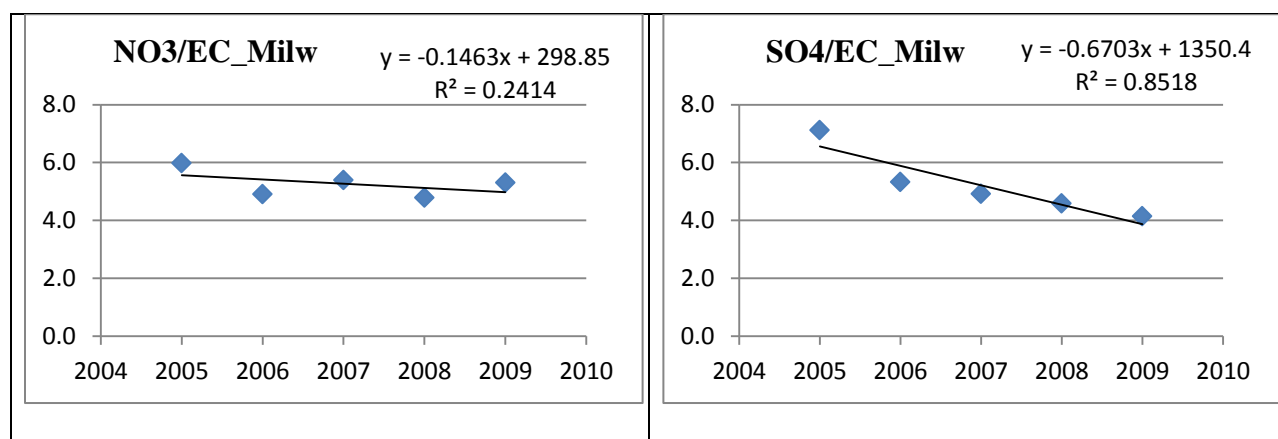 NO3/EC_Milw
y = -0.1463x + 298.85
R² = 0.2414
8.0
6.0
4.0
2.0
0.0
2004 2005 2006 2007 2008 2009 2010
SO4/EC_Milw
y = -0.6703x + 1350.4
R² = 0.8518
8.0
6.0
4.0
2.0
0.0
2004 2005 2006 2007 2008 2009 2010